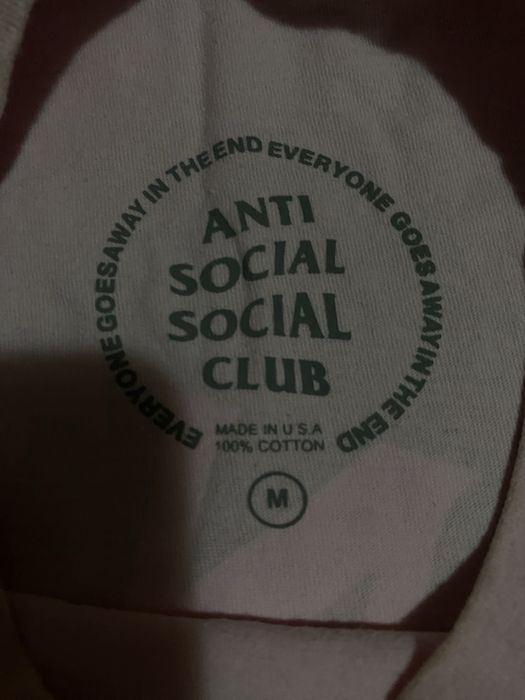 EVERYONE GOES AWAY IN THE END EVERYONE GOES AWAY IN THE END
ANTI
SOCIAL
SOCIAL
CLUB
MADE IN U.S.A
100% COTTON
M